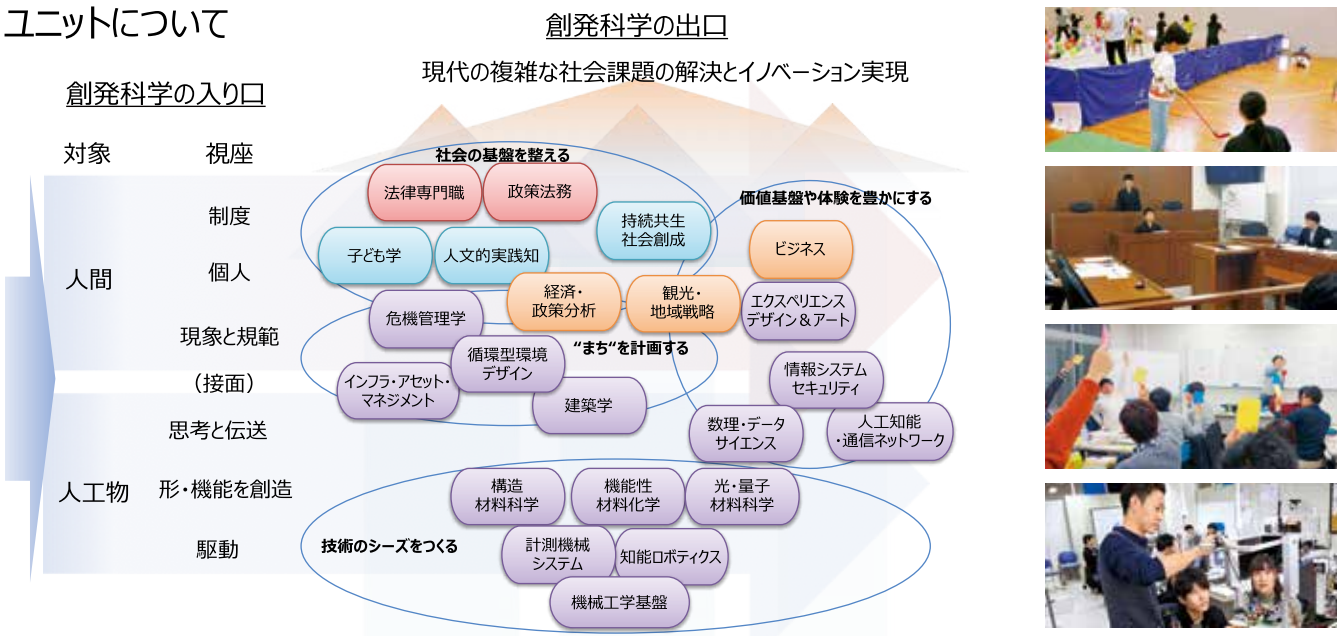 ユニットについて
創発科学の出口
現代の複雑な社会課題の解決とイノベーション実現
創発科学の入り口
対象
視座
人間
制度
個人
現象と規範
（接面）
人工物
思考と伝送
形・機能を創造
駆動
社会の基盤を整える
法律専門職
政策法務
持続共生
社会創成
子ども学
人文的実践知
経済・
政策分析
観光・
地域戦略
価値基盤や体験を豊かにする
ビジネス
エクスペリエンス
デザイン＆アート
情報システム
セキュリティ
数理・データ
サイエンス
人工知能
・通信ネットワーク
危機管理学
“まち“を計画する
循環型環境
デザイン
インフラ・アセット・
マネジメント
建築学
技術のシーズをつくる
構造
材料科学
機能性
材料化学
光・量子
材料科学
計測機械
システム
知能ロボティクス
機械工学基盤